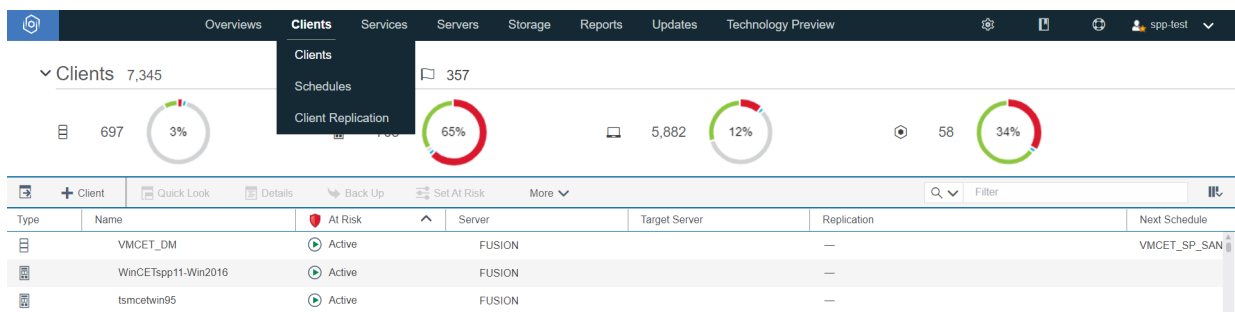 Overviews Clients Services Servers Storage Reports Updates Technology Preview spp-test
Clients
Schedules
Client Replication
Clients 7,345 357
697 3% 65% 5,882 12% 58 34%
Client Quick Look Details Back Up Set At Risk More Filter
Type Name At Risk Server Target Server Replication Next Schedule
VMCET_DM Active FUSION — VMCET_SP_SAN
WinCETspp11-Win2016 Active FUSION —
tsmcetwin95 Active FUSION —